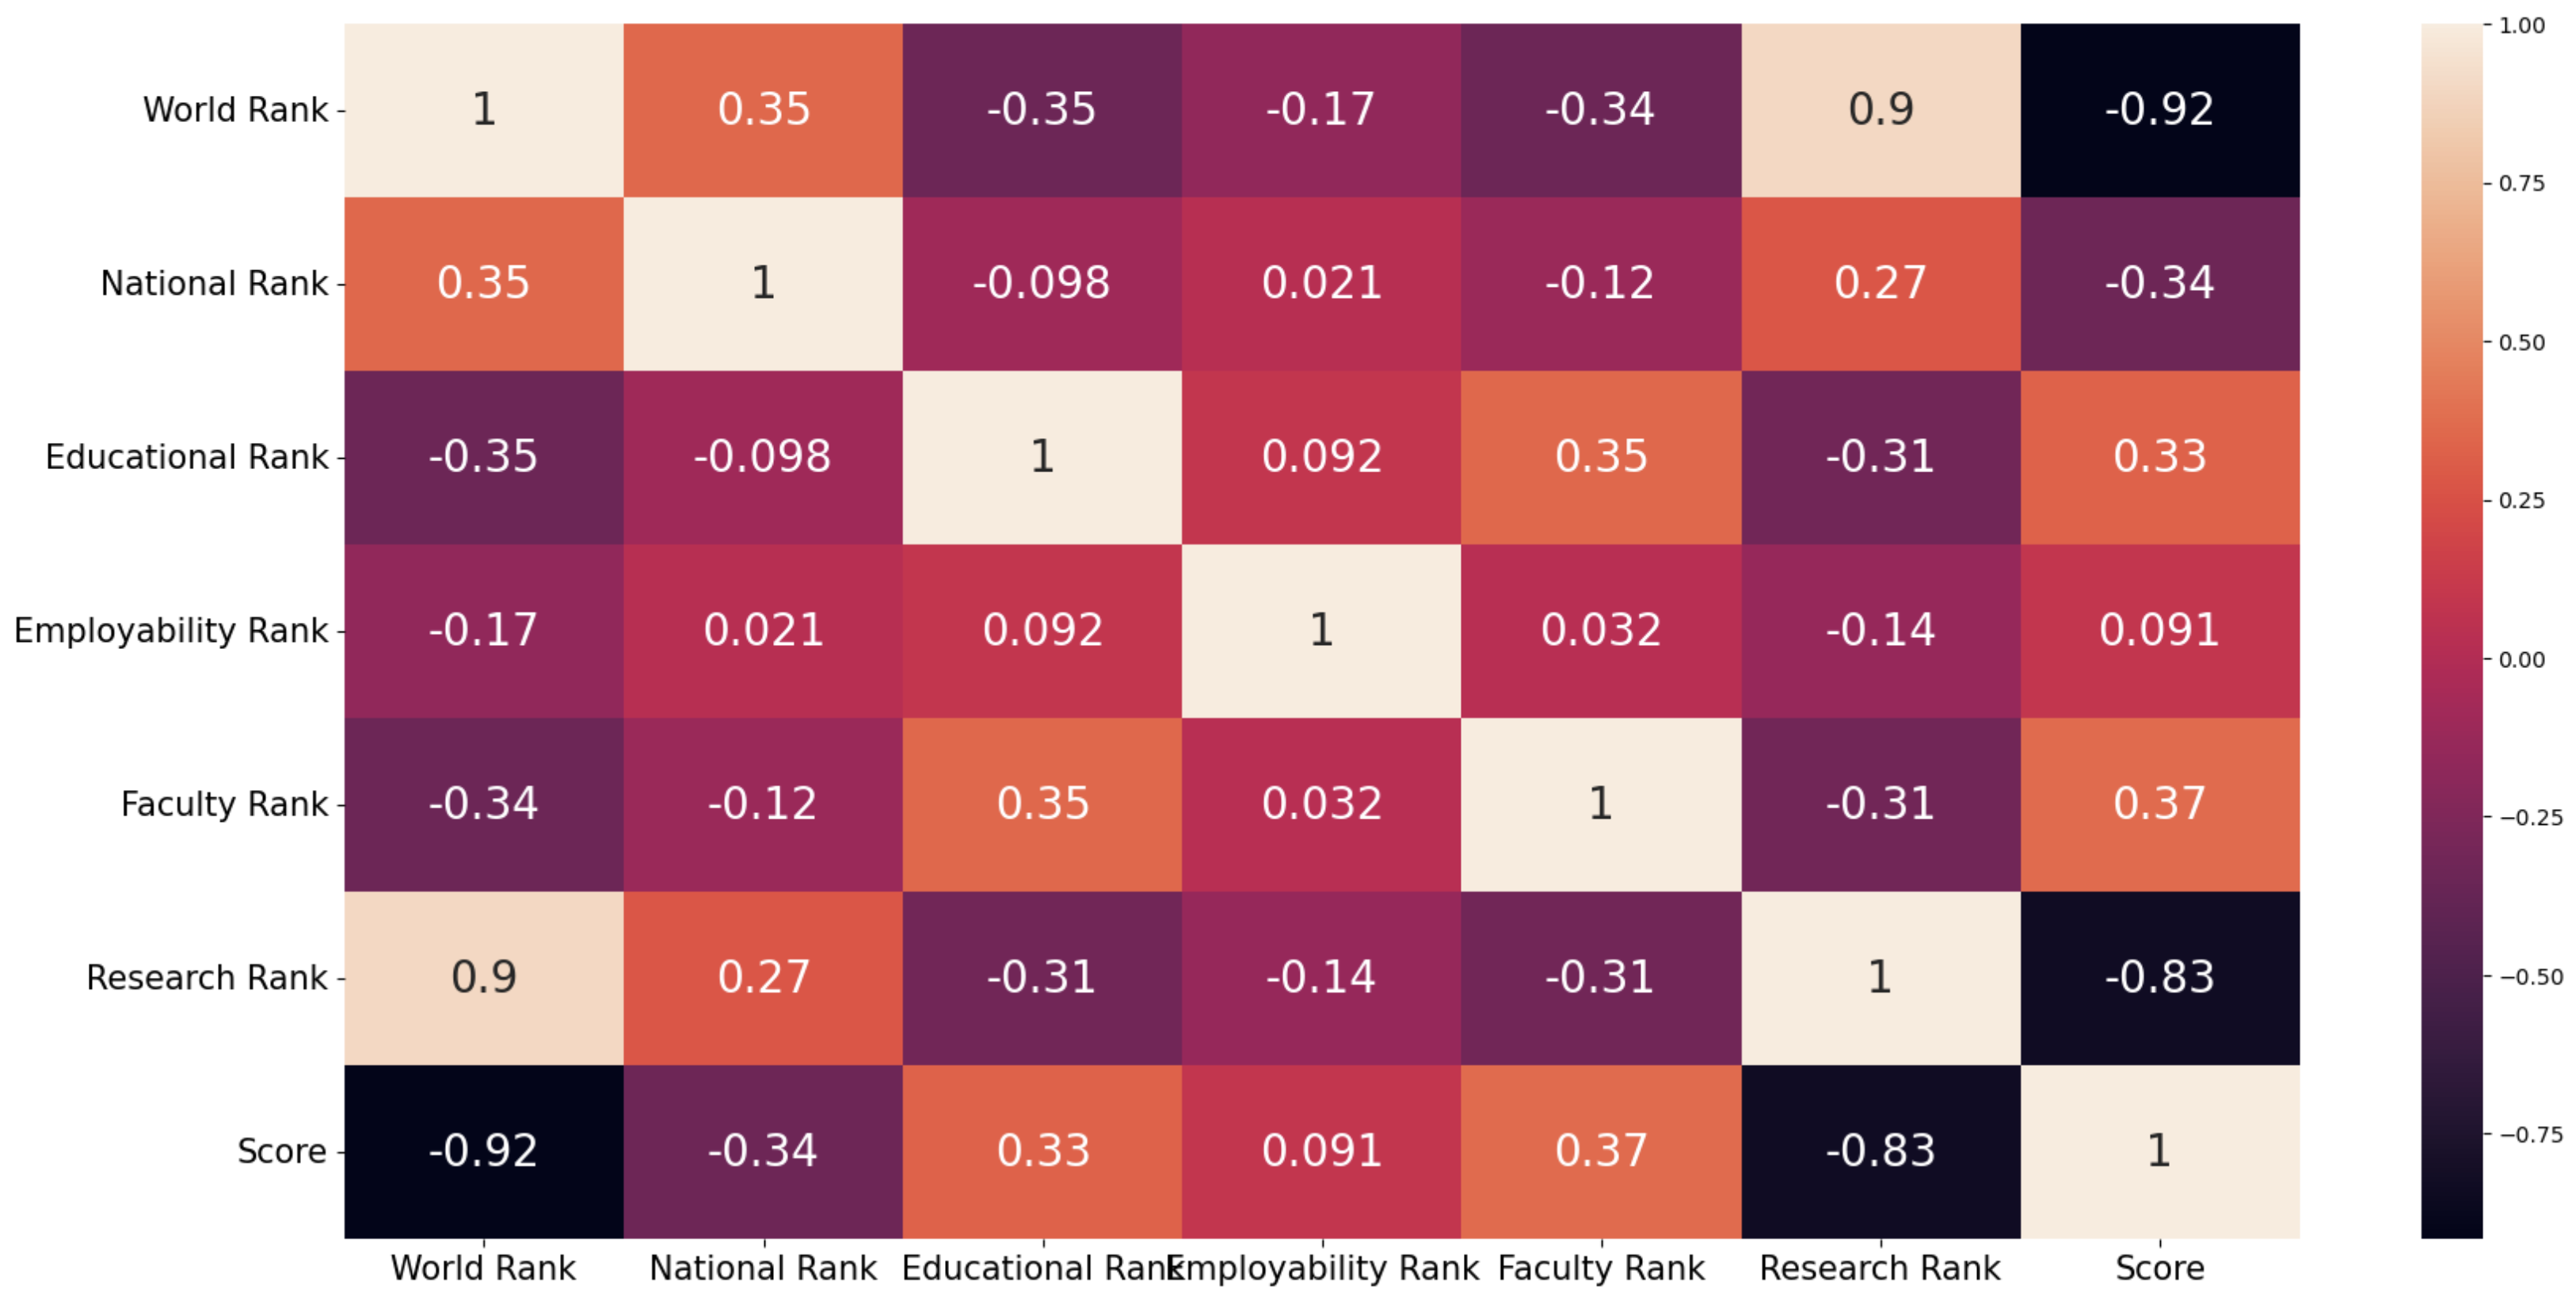 World Rank 1 0.35 -0.35 -0.17 -0.34 0.9 -0.92
National Rank 0.35 1 -0.098 0.021 -0.12 0.27 -0.34
Educational Rank -0.35 -0.098 1 0.092 0.35 -0.31 0.33
Employability Rank -0.17 0.021 0.092 1 0.032 -0.14 0.091
Faculty Rank -0.34 -0.12 0.35 0.032 1 -0.31 0.37
Research Rank 0.9 0.27 -0.31 -0.14 -0.31 1 -0.83
Score -0.92 -0.34 0.33 0.091 0.37 -0.83 1
World Rank National Rank Educational Rank Employability Rank Faculty Rank Research Rank Score
1.00
0.75
0.50
0.25
0.00
−0.25
−0.50
−0.75